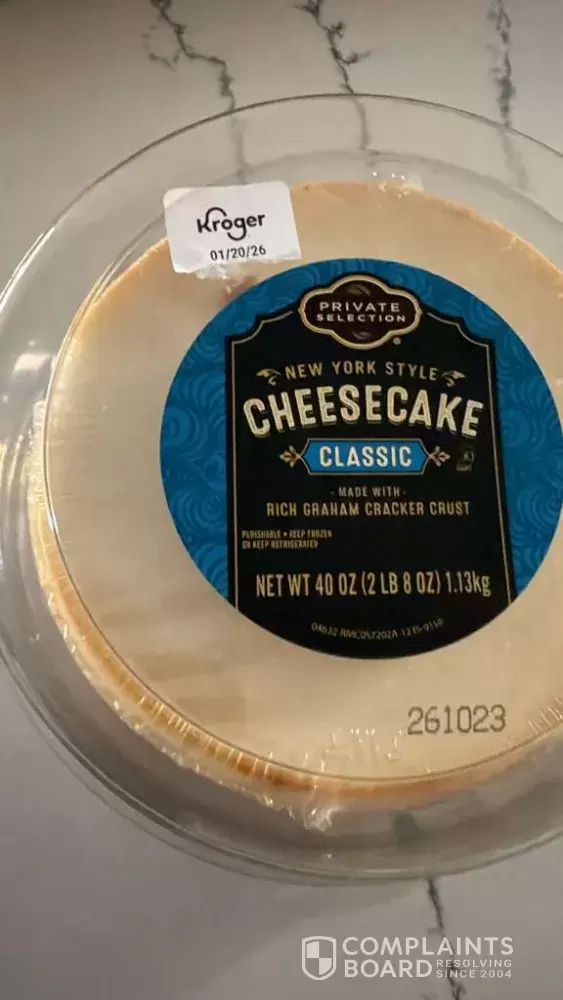 Kroger
01/20/26
PRIVATE
SELECTION
NEW YORK STYLE
CHEESECAKE
CLASSIC
- MADE WITH -
RICH GRAHAM CRACKER CRUST
PERISHABLE • KEEP FROZEN
OR KEEP REFRIGERATED
NET WT 40 OZ (2 LB 8 OZ) 1.13kg
261023
COMPLAINTS
BOARD RESOLVING
SINCE 2004